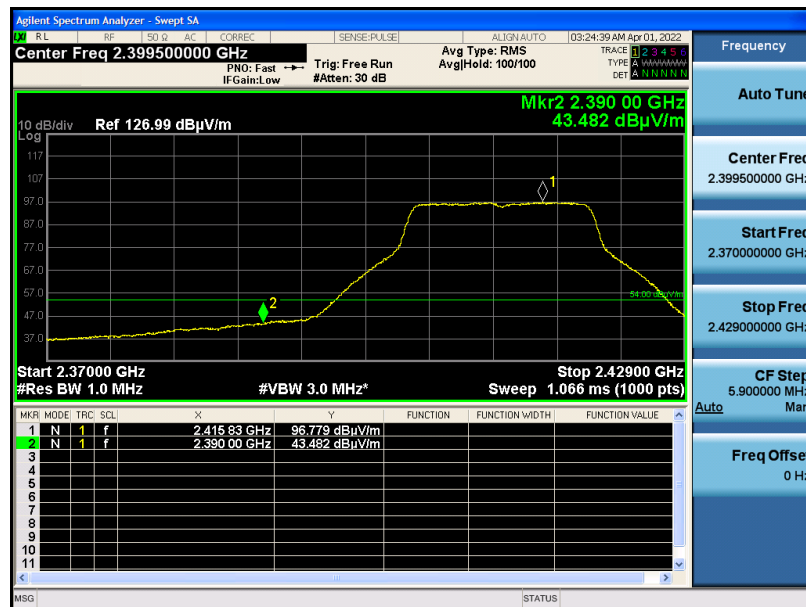 Agilent Spectrum Analyzer - Swept SA
LXI RL RF 50 Ω AC CORREC SENSE:PULSE ALIGN AUTO 03:24:39 AM Apr 01, 2022
Center Freq 2.399500000 GHz
PNO: Fast
IFGain:Low
Trig: Free Run
#Atten: 30 dB
Avg Type: RMS
Avg|Hold: 100/100
TRACE 1 2 3 4 5 6
TYPE A WWWWW
DET A N N N N N
Mkr2 2.390 00 GHz
43.482 dBµV/m
10 dB/div Ref 126.99 dBµV/m
Log
117
107
97.0
87.0
77.0
67.0
57.0
47.0
37.0
1
2
54.00 dBµV/m
Start 2.37000 GHz Stop 2.42900 GHz
#Res BW 1.0 MHz #VBW 3.0 MHz* Sweep 1.066 ms (1000 pts)
MKR MODE TRC SCL X Y FUNCTION FUNCTION WIDTH FUNCTION VALUE
1 N 1 f 2.415 83 GHz 96.779 dBµV/m
2 N 1 f 2.390 00 GHz 43.482 dBµV/m
3
4
5
6
7
8
9
10
11
MSG STATUS
Frequency
Auto Tune
Center Freq
2.399500000 GHz
Start Freq
2.370000000 GHz
Stop Freq
2.429000000 GHz
CF Step
5.900000 MHz
Auto Man
Freq Offset
0 Hz